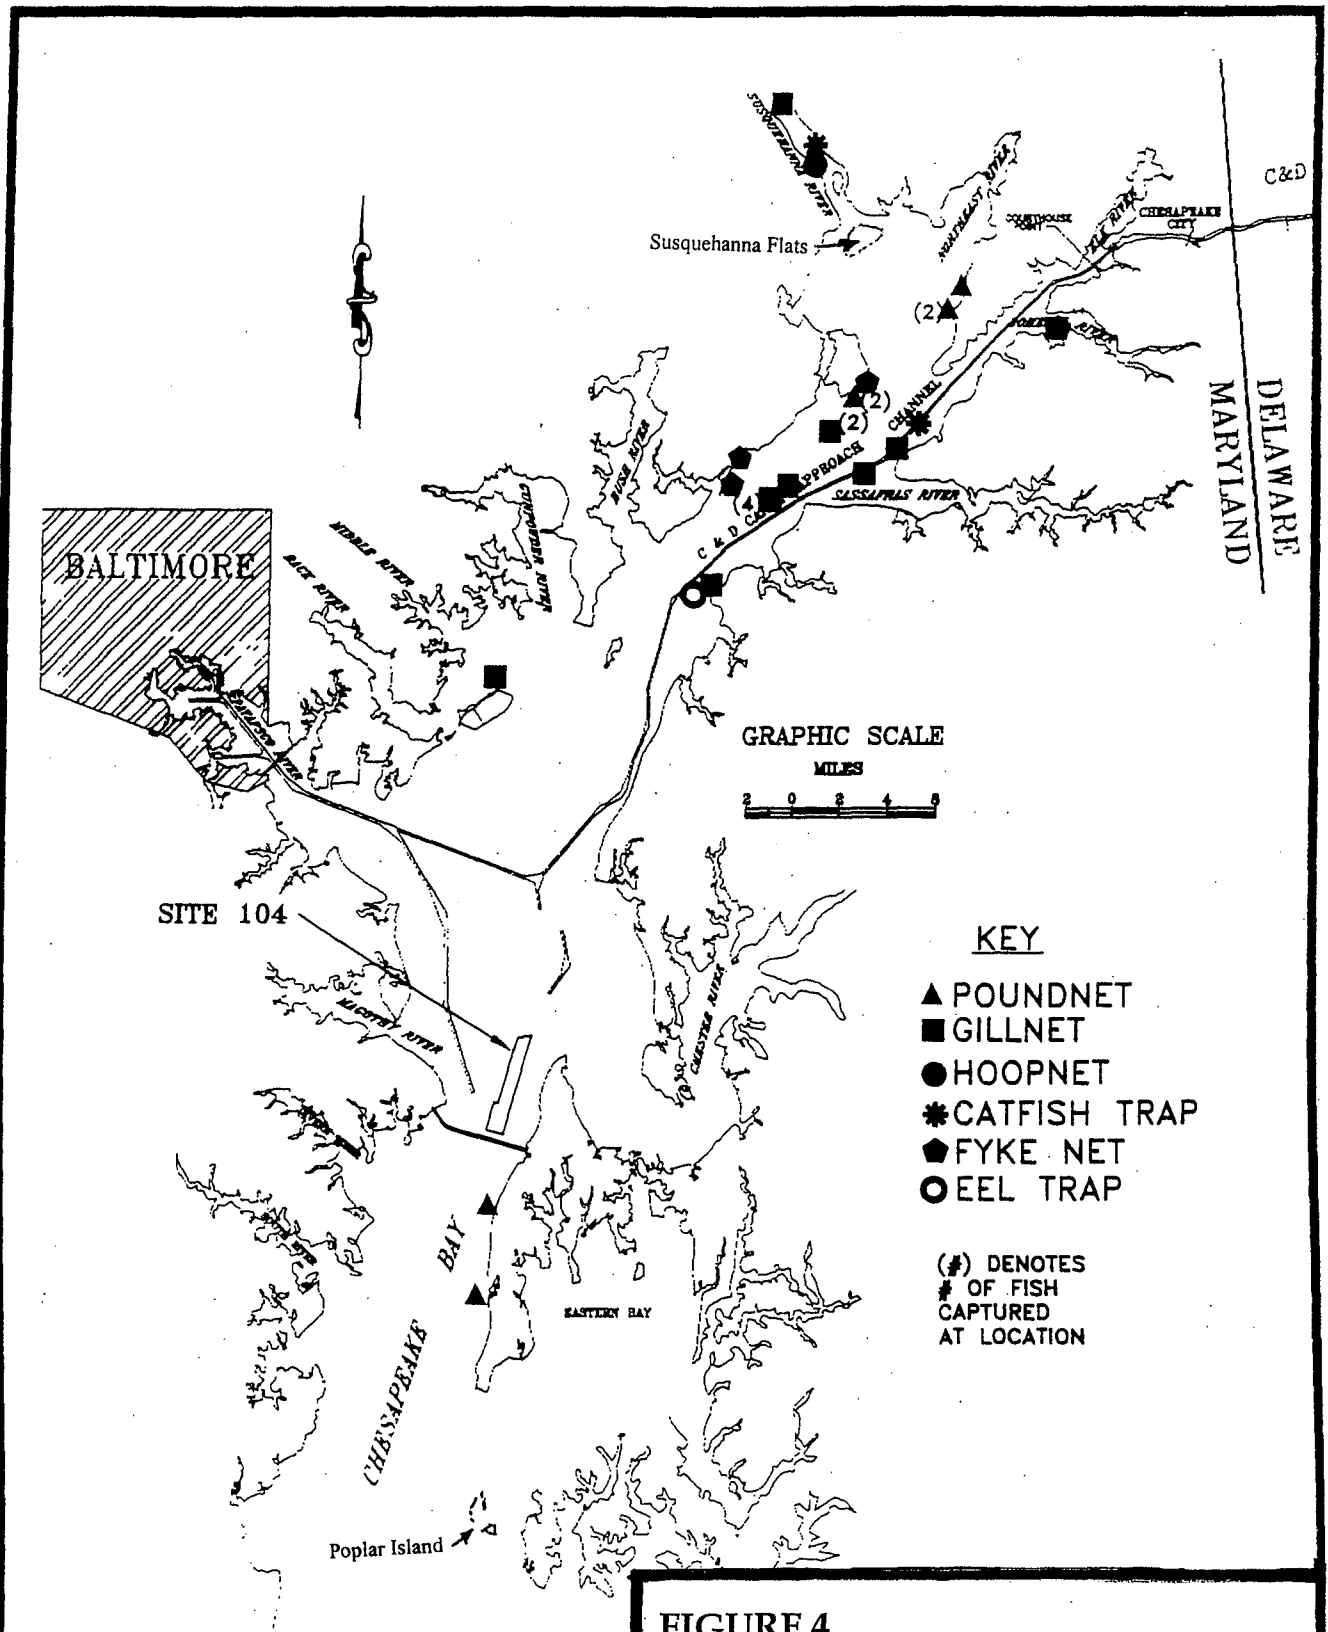 SUSQUEHANNA RIVER
NORTHEAST RIVER
ELK RIVER
C&D
COURTHOUSE
POINT
CHESAPEAKE
CITY
Susquehanna Flats
(2)
RIVER
(2)
(2)
CHANNEL
APPROACH
BUSH RIVER
SASSAFRAS RIVER
(4)
C & D
DELAWARE
MARYLAND
GUNPOWDER RIVER
MIDDLE RIVER
BACK RIVER
BALTIMORE
PATAPSCO RIVER
GRAPHIC SCALE
MILES
2 0 2 4 8
SITE 104
MAGOTHY RIVER
CHESTER RIVER
KEY
POUNDNET
GILLNET
HOOPNET
CATFISH TRAP
FYKE NET
EEL TRAP
(#) DENOTES
# OF FISH
CAPTURED
AT LOCATION
EASTERN BAY
CHESAPEAKE BAY
Poplar Island
FIGURE 4